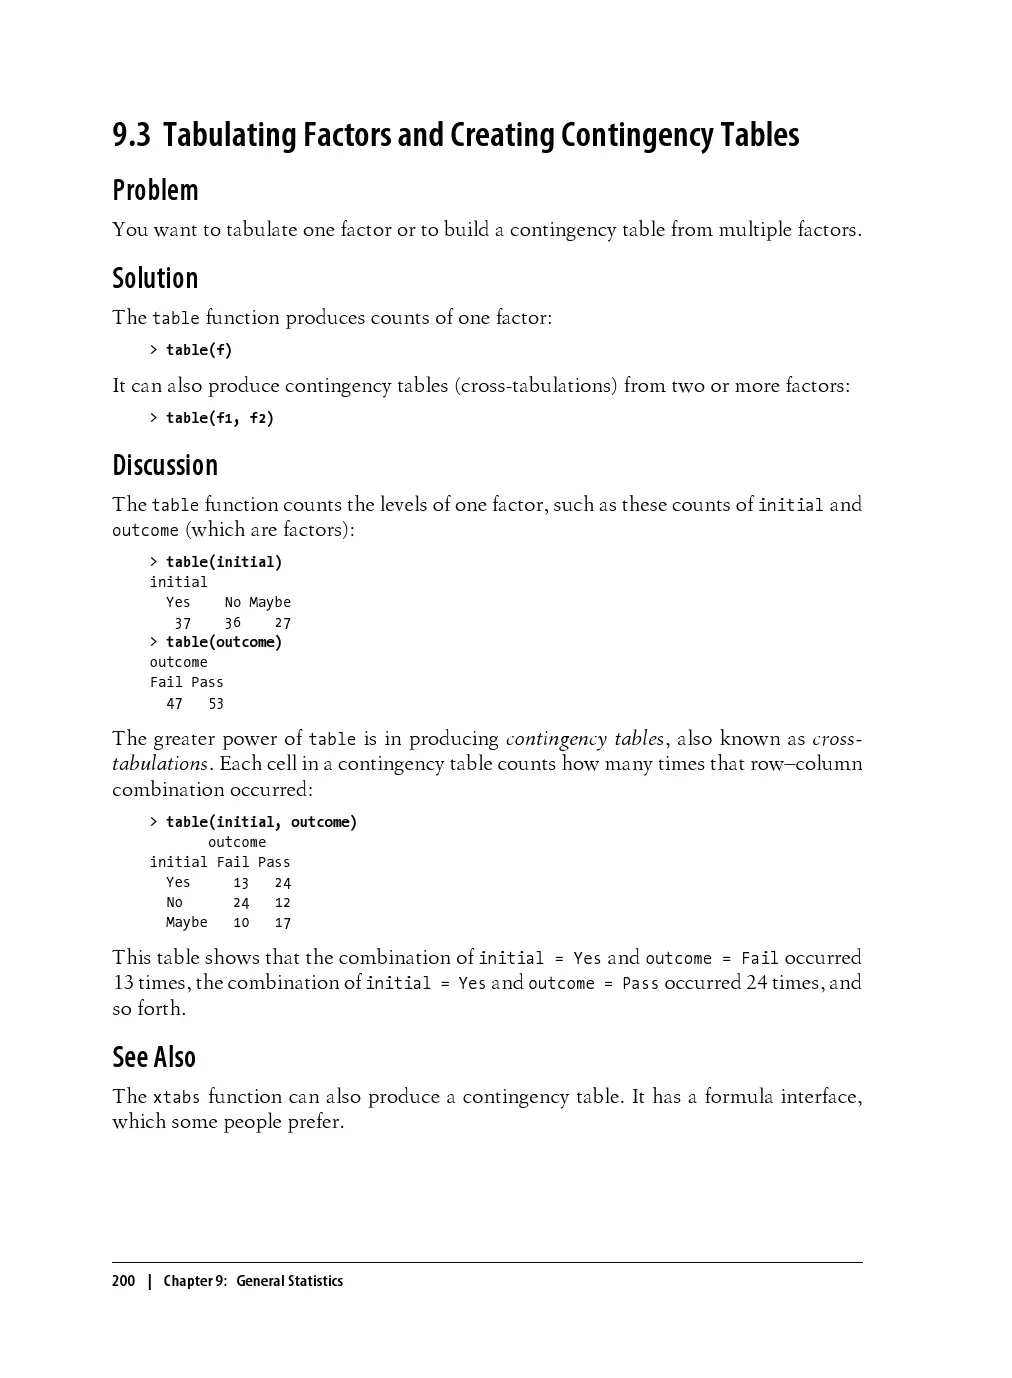 9.3 Tabulating Factors and Creating Contingency Tables
Problem
You want to tabulate one factor or to build a contingency table from multiple factors.
Solution
The table function produces counts of one factor:
> table(f)
It can also produce contingency tables (cross-tabulations) from two or more factors:
> table(f1, f2)
Discussion
The table function counts the levels of one factor, such as these counts of initial and
outcome (which are factors):
> table(initial)
initial
  Yes    No Maybe
   37    36    27
> table(outcome)
outcome
Fail Pass
  47   53
The greater power of table is in producing contingency tables, also known as cross-
tabulations. Each cell in a contingency table counts how many times that row–column
combination occurred:
> table(initial, outcome)
       outcome
initial Fail Pass
  Yes     13   24
  No      24   12
  Maybe   10   17
This table shows that the combination of initial = Yes and outcome = Fail occurred
13 times, the combination of initial = Yes and outcome = Pass occurred 24 times, and
so forth.
See Also
The xtabs function can also produce a contingency table. It has a formula interface,
which some people prefer.
200 | Chapter 9: General Statistics